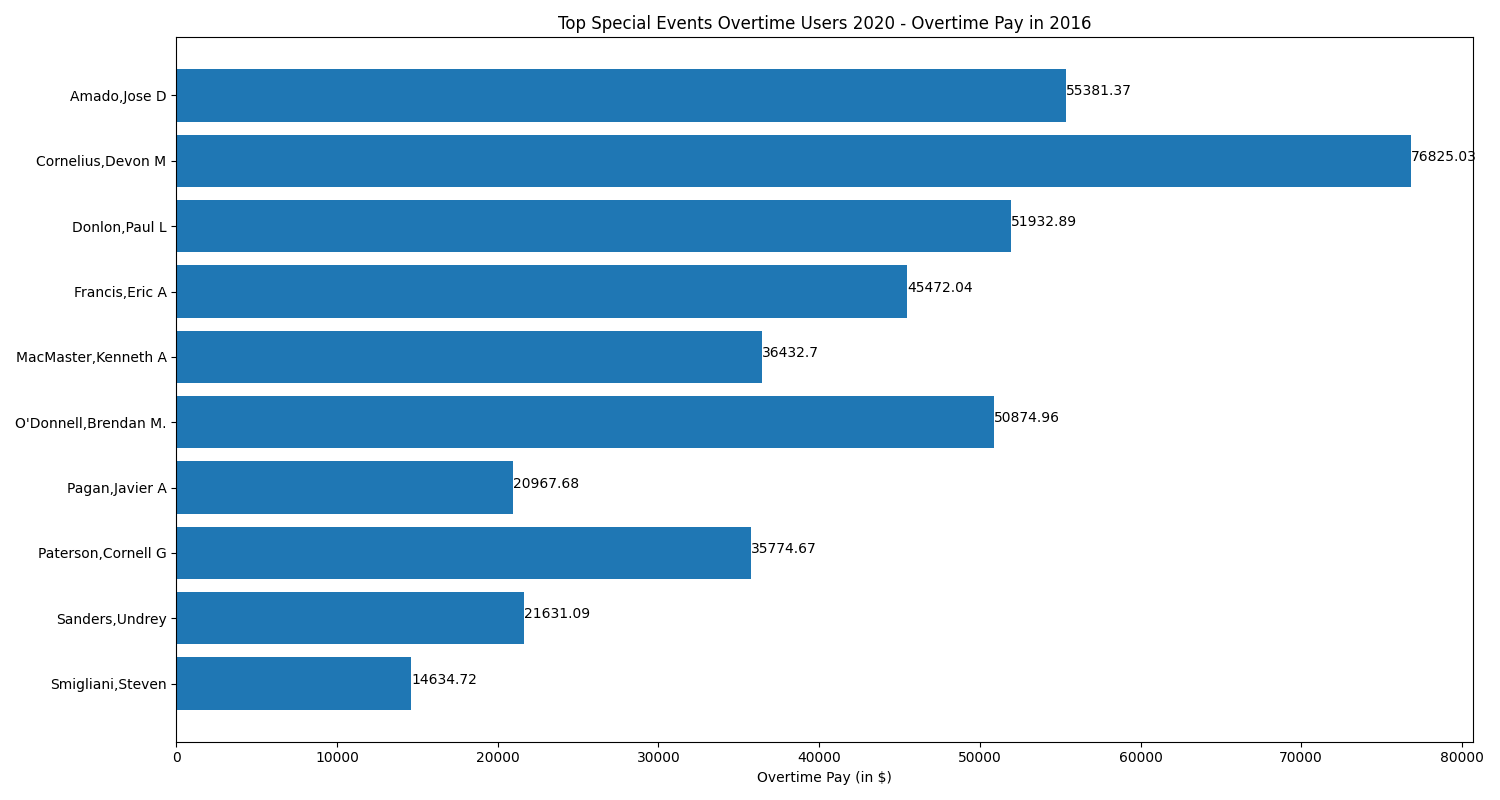 Top Special Events Overtime Users 2020 - Overtime Pay in 2016
Amado,Jose D
55381.37
Cornelius,Devon M
76825.03
Donlon,Paul L
51932.89
Francis,Eric A
45472.04
MacMaster,Kenneth A
36432.7
O'Donnell,Brendan M.
50874.96
Pagan,Javier A
20967.68
Paterson,Cornell G
35774.67
Sanders,Undrey
21631.09
Smigliani,Steven
14634.72
0 10000 20000 30000 40000 50000 60000 70000 80000
Overtime Pay (in $)